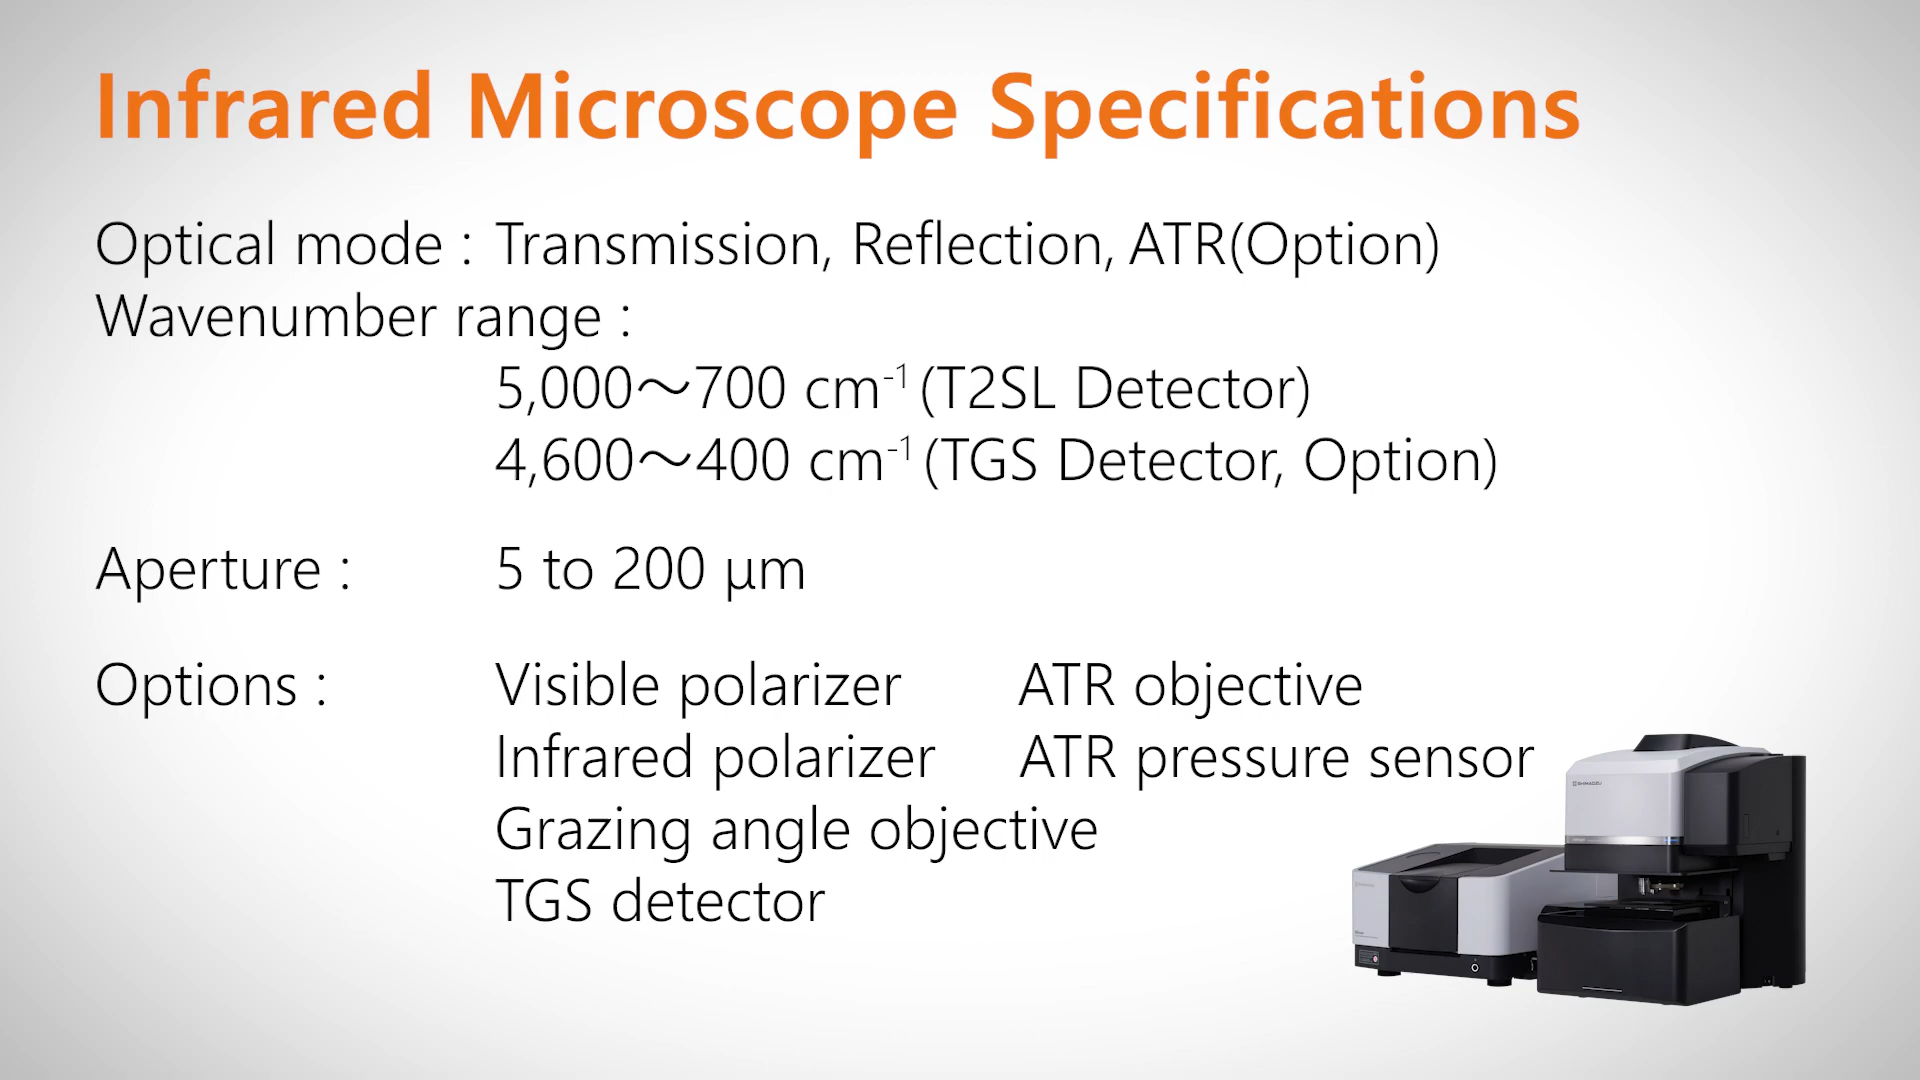 Infrared Microscope Specifications
Optical mode : Transmission, Reflection, ATR(Option)
Wavenumber range :
5,000～700 cm⁻¹ (T2SL Detector)
4,600～400 cm⁻¹ (TGS Detector, Option)
Aperture : 5 to 200 μm
Options : Visible polarizer ATR objective
Infrared polarizer ATR pressure sensor
Grazing angle objective
TGS detector
SHIMADZU